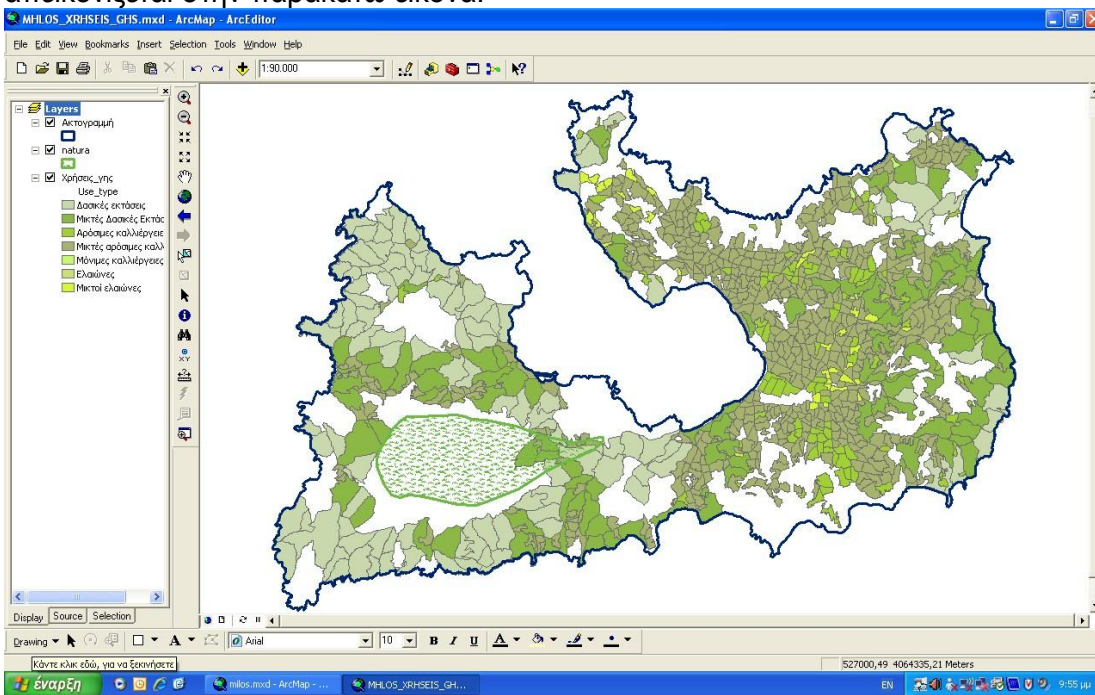 απεικονίζεται στην παρακάτω εικόνα.
MHLOS_XRHSEIS_GHS.mxd - ArcMap - ArcEditor
File Edit View Bookmarks Insert Selection Tools Window Help
1:90.000
Layers
Ακτογραμμή
natura
Χρήσεις_γης
Use_type
Δασικές εκτάσεις
Μικτές Δασικές Εκτάσ
Αρόσιμες καλλιέργειε
Μικτές αρόσιμες καλλ
Μόνιμες καλλιέργειες
Ελαιώνες
Μικτοί ελαιώνες
Display Source Selection
Drawing A Arial 10 B I U A
Κάντε κλικ εδώ, για να ξεκινήσετε
527000,49 4064335,21 Meters
έναρξη milos.mxd - ArcMap - ... MHLOS_XRHSEIS_GH... EN 9:55 μμ